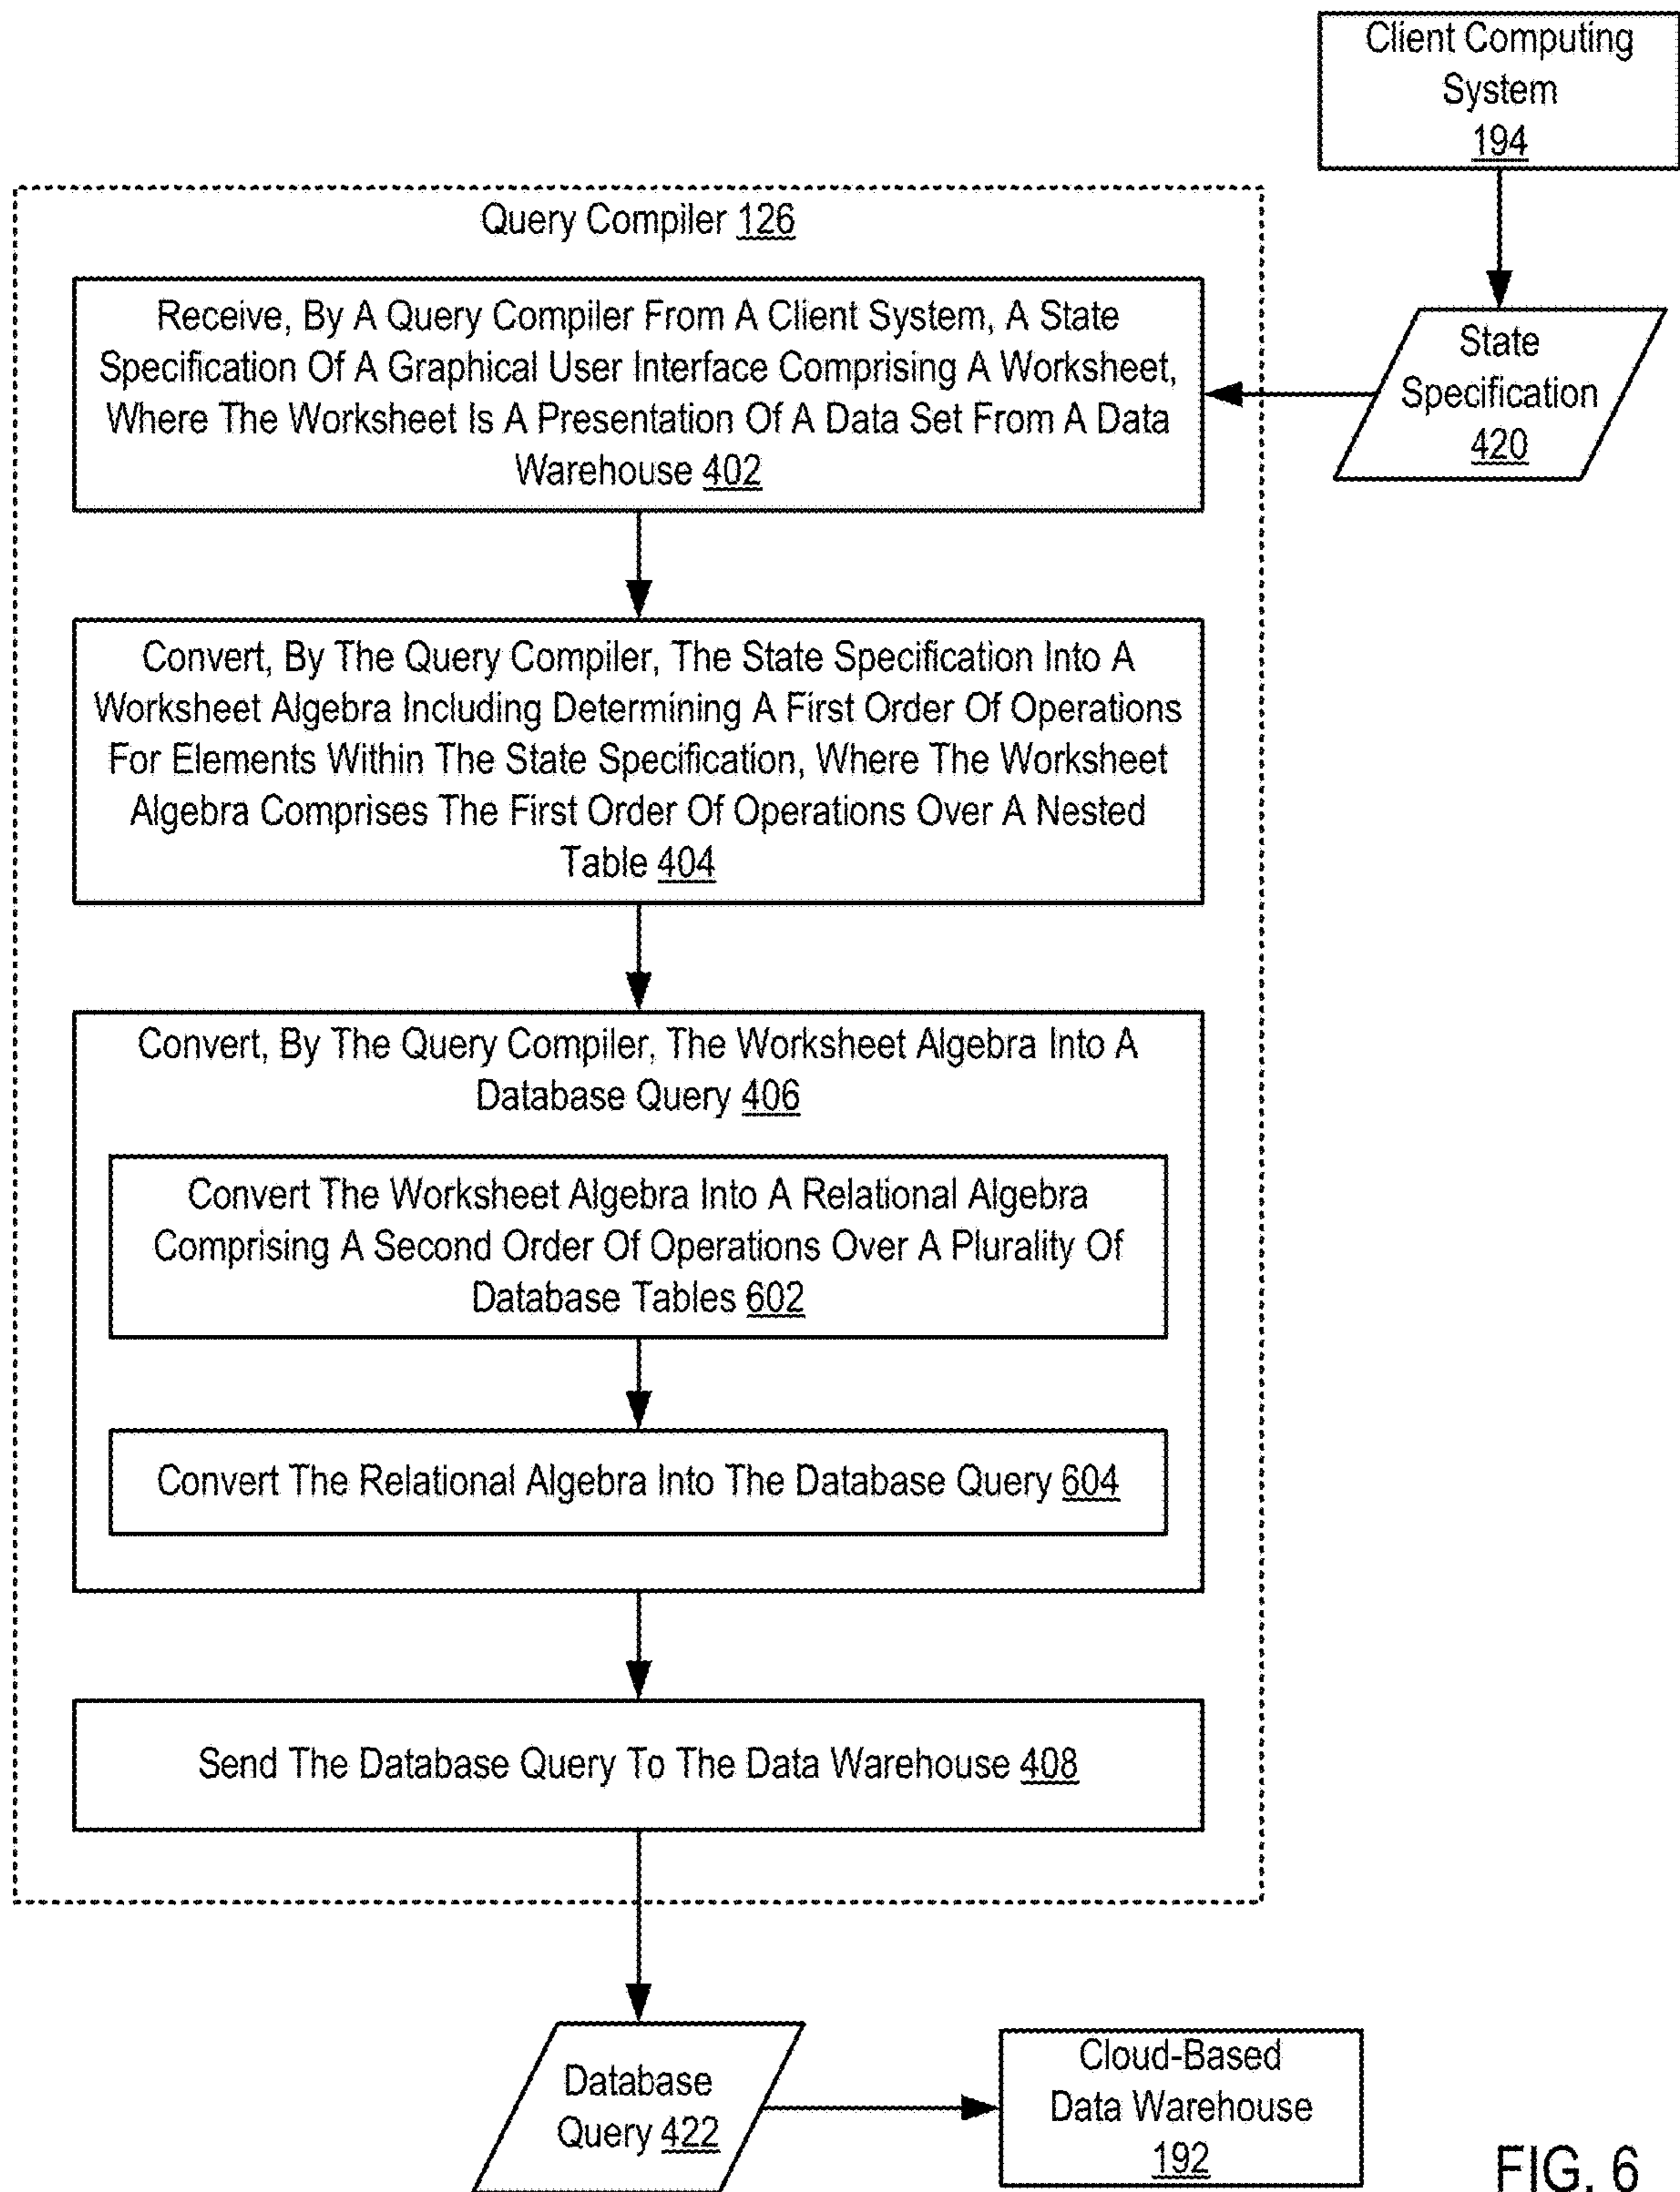 Client Computing
System
194
Query Compiler 126
Receive, By A Query Compiler From A Client System, A State
Specification Of A Graphical User Interface Comprising A Worksheet,
Where The Worksheet Is A Presentation Of A Data Set From A Data
Warehouse 402
State
Specification
420
Convert, By The Query Compiler, The State Specification Into A
Worksheet Algebra Including Determining A First Order Of Operations
For Elements Within The State Specification, Where The Worksheet
Algebra Comprises The First Order Of Operations Over A Nested
Table 404
Convert, By The Query Compiler, The Worksheet Algebra Into A
Database Query 406
Convert The Worksheet Algebra Into A Relational Algebra
Comprising A Second Order Of Operations Over A Plurality Of
Database Tables 602
Convert The Relational Algebra Into The Database Query 604
Send The Database Query To The Data Warehouse 408
Database
Query 422
Cloud-Based
Data Warehouse
192
FIG. 6